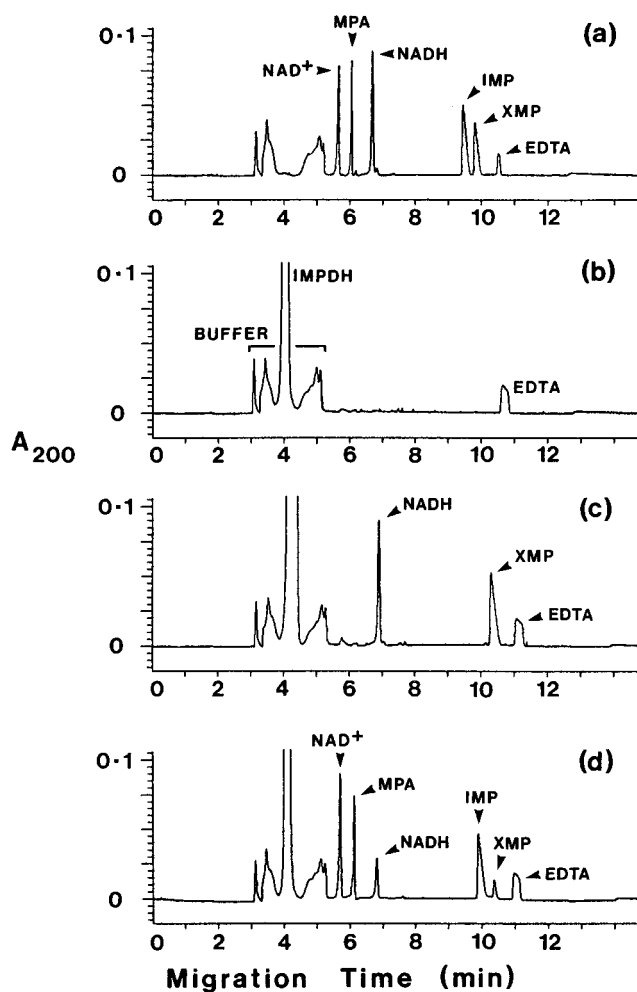 (a)
0·1
0
NAD+
MPA
NADH
IMP
XMP
EDTA
0 2 4 6 8 10 12
(b)
0·1
0
BUFFER
IMPDH
EDTA
0 2 4 6 8 10 12
A200
(c)
0·1
0
NADH
XMP
EDTA
0 2 4 6 8 10 12
(d)
0·1
0
NAD+
MPA
NADH
IMP
XMP
EDTA
0 2 4 6 8 10 12
Migration Time (min)